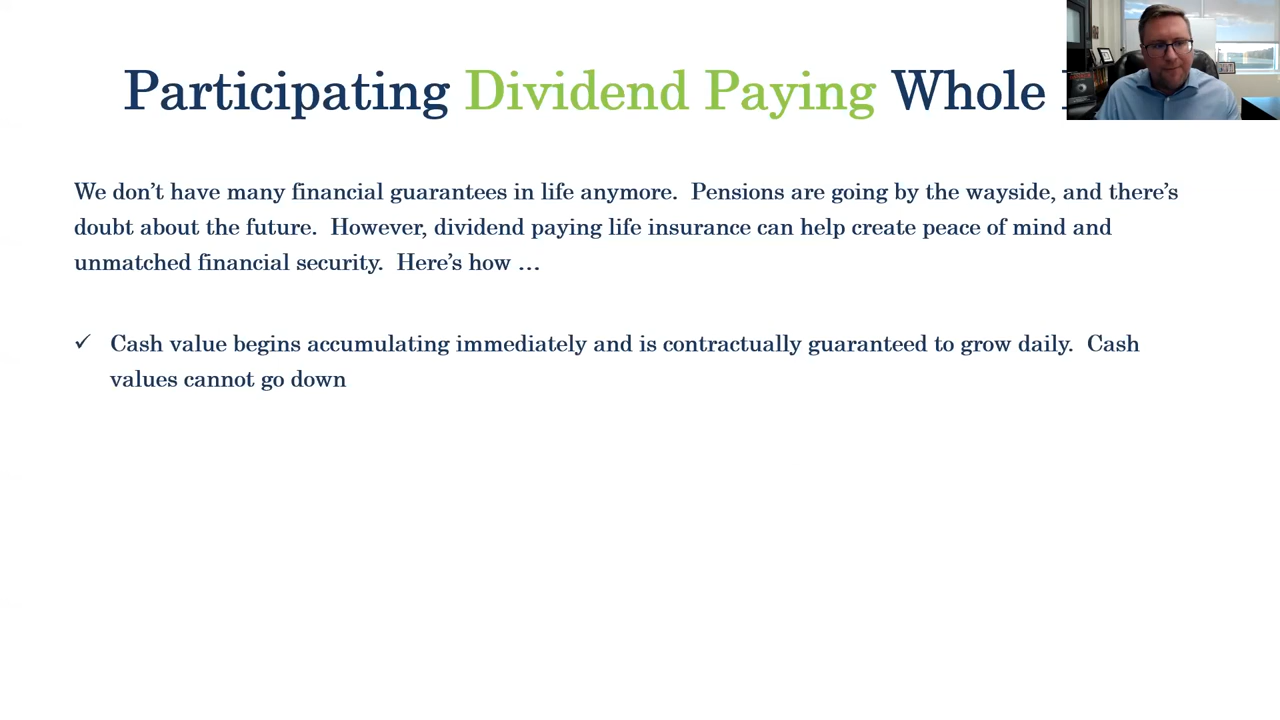 Participating Dividend Paying Whole
We don't have many financial guarantees in life anymore.  Pensions are going by the wayside, and there's
doubt about the future.  However, dividend paying life insurance can help create peace of mind and
unmatched financial security.  Here's how ...
✓ Cash value begins accumulating immediately and is contractually guaranteed to grow daily.  Cash
values cannot go down